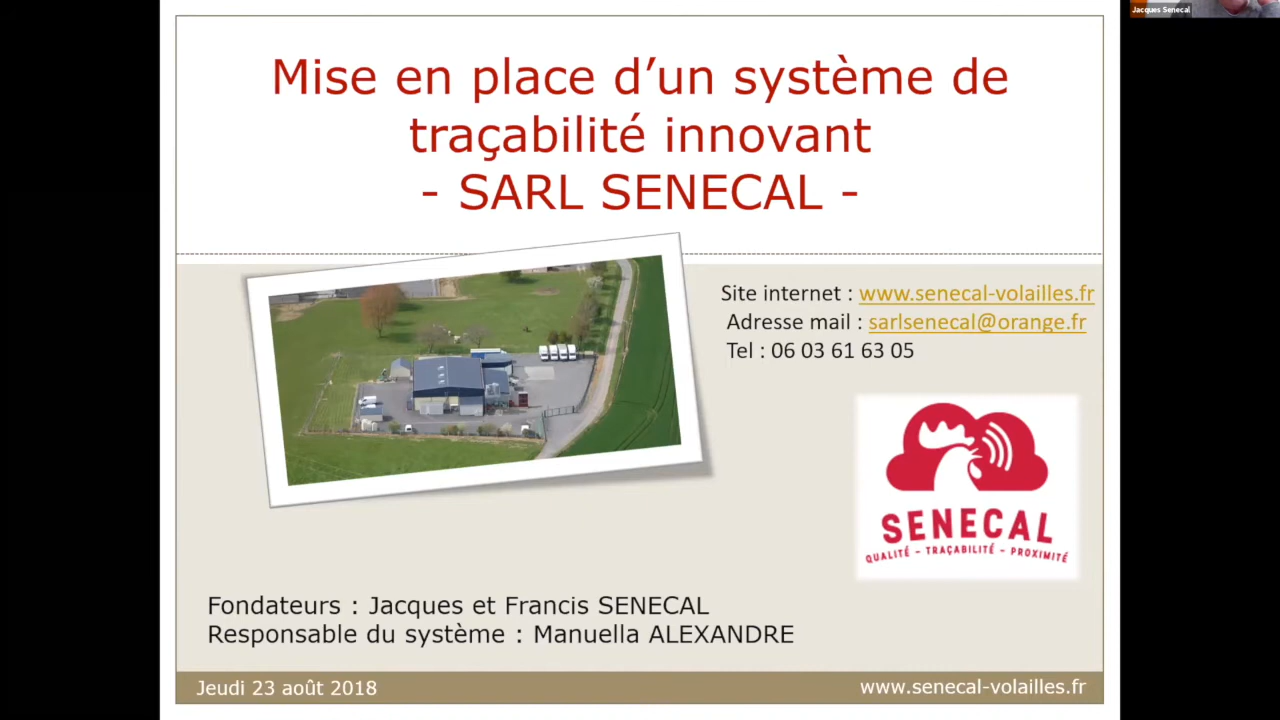 Jacques Senecal
Mise en place d’un système de
traçabilité innovant
- SARL SENECAL -
Site internet : www.senecal-volailles.fr
Adresse mail : sarlsenecal@orange.fr
Tel : 06 03 61 63 05
SENECAL
QUALITÉ – TRAÇABILITÉ – PROXIMITÉ
Fondateurs : Jacques et Francis SENECAL
Responsable du système : Manuella ALEXANDRE
Jeudi 23 août 2018
www.senecal-volailles.fr